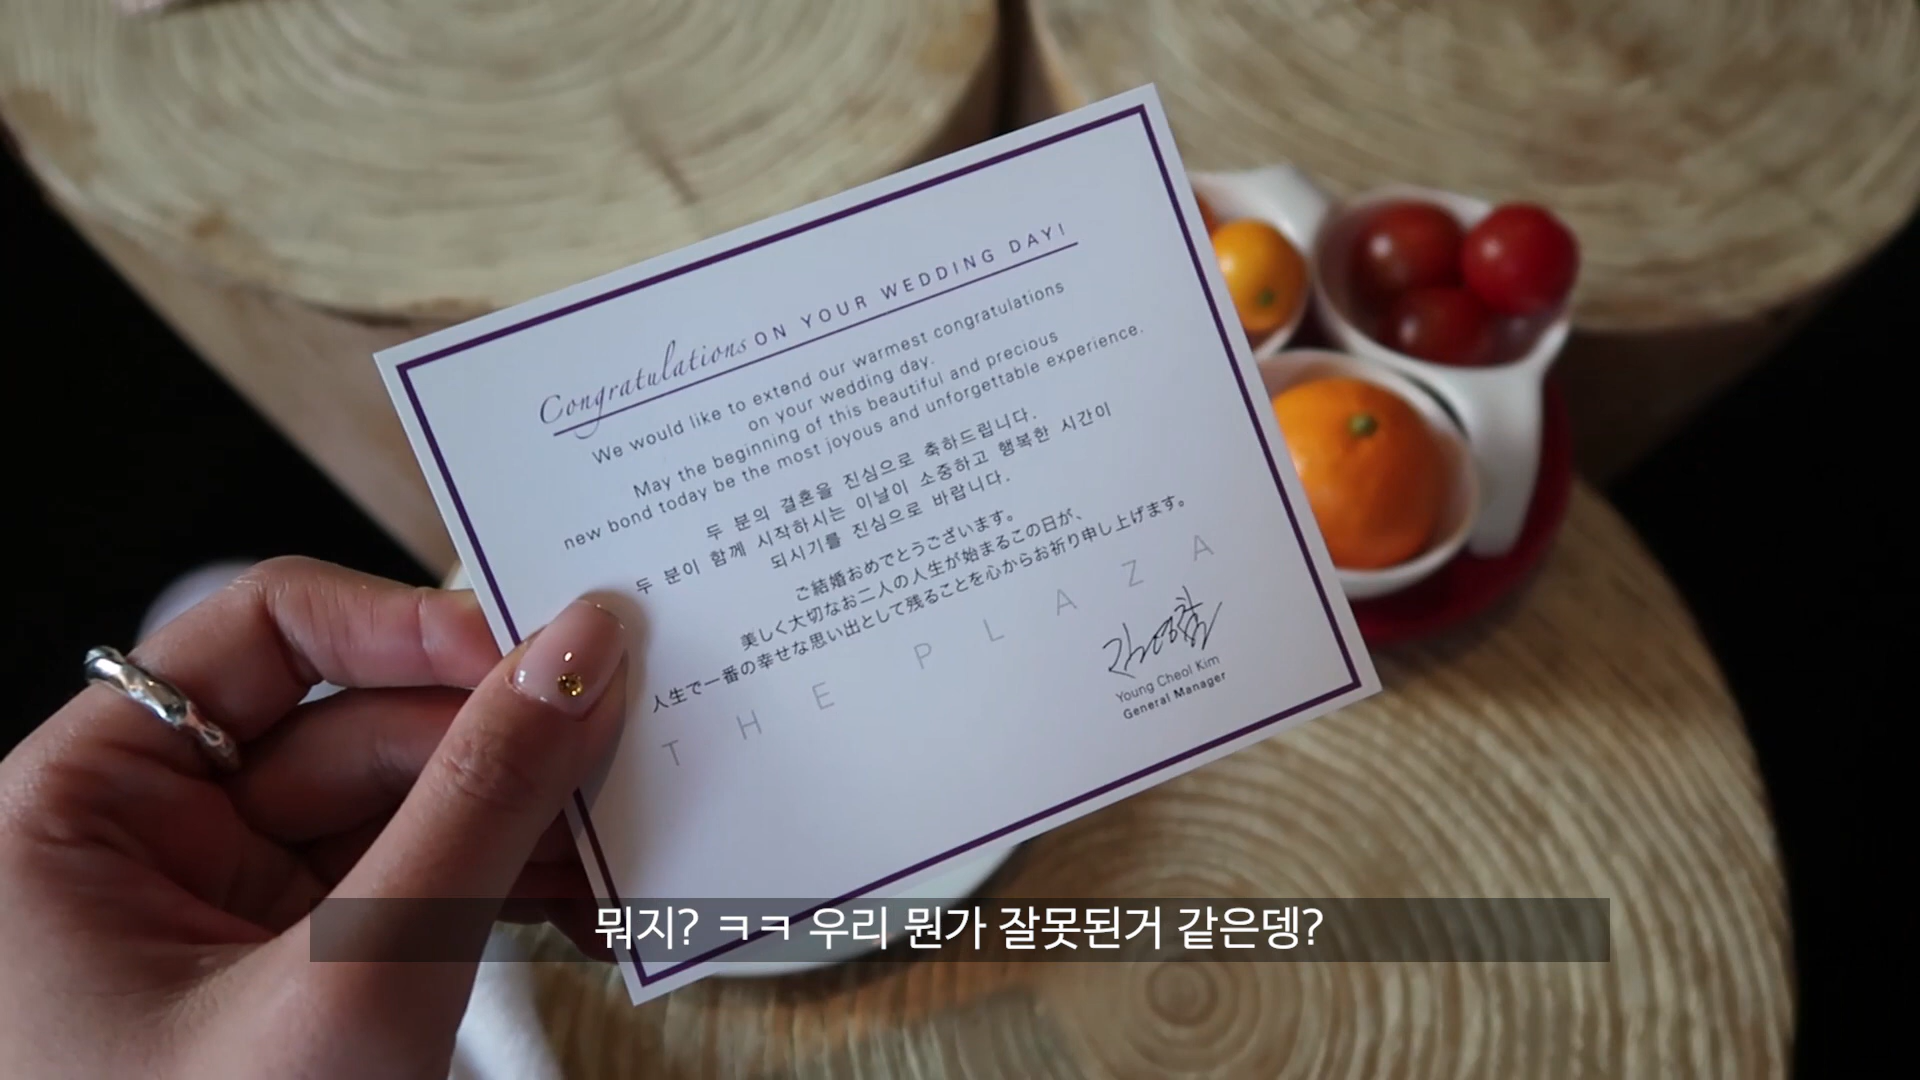 Congratulations ON YOUR WEDDING DAY!
We would like to extend our warmest congratulations
on your wedding day.
May the beginning of this beautiful and precious
new bond today be the most joyous and unforgettable experience.
두 분의 결혼을 진심으로 축하드립니다.
두 분이 함께 시작하시는 이날이 소중하고 행복한 시간이
되시기를 진심으로 바랍니다.
ご結婚おめでとうございます。
美しく大切なお二人の人生が始まるこの日が、
人生で一番の幸せな思い出として残ることを心からお祈り申し上げます。
THE PLAZA
Young Cheol Kim
General Manager
뭐지? ㅋㅋ 우리 뭔가 잘못된거 같은뎅?